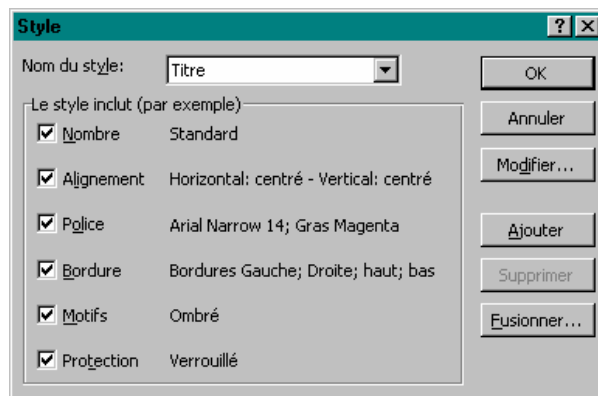 Style
Nom du style: Titre
OK
Le style inclut (par exemple)
Annuler
Nombre Standard
Modifier...
Alignement Horizontal: centré - Vertical: centré
Police Arial Narrow 14; Gras Magenta
Ajouter
Bordure Bordures Gauche; Droite; haut; bas
Supprimer
Motifs Ombré
Fusionner...
Protection Verrouillé